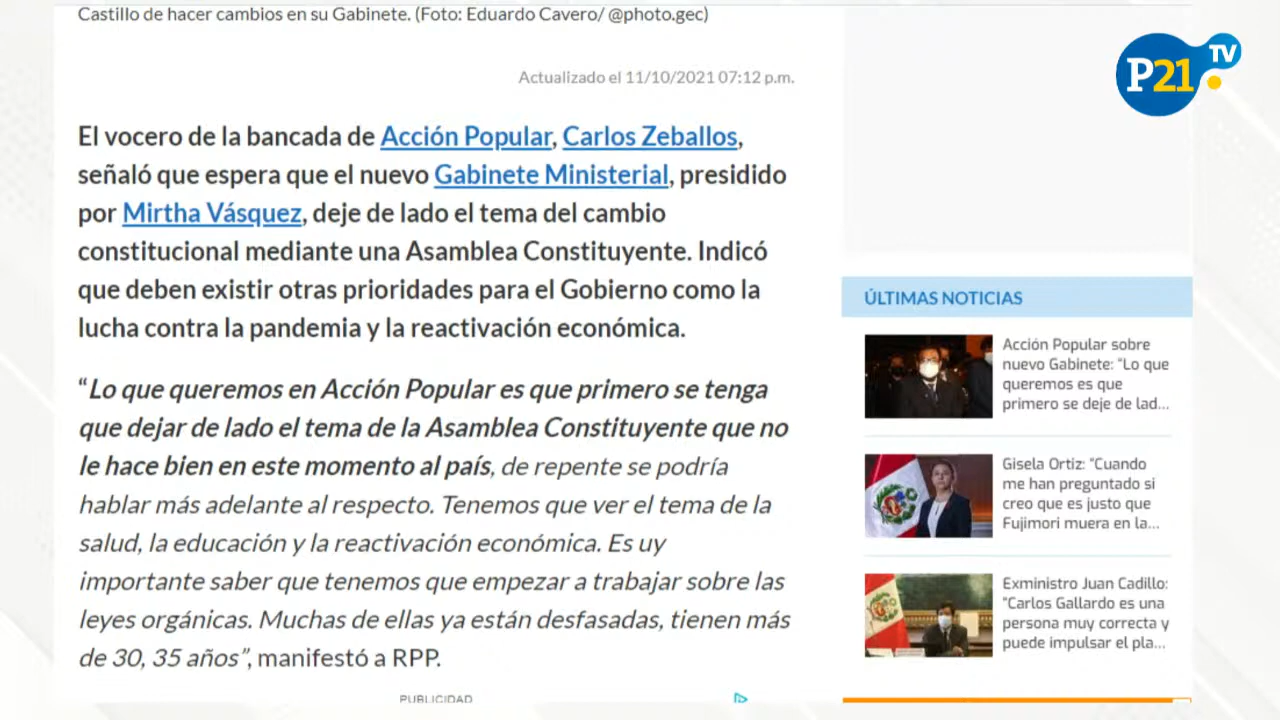 Castillo de hacer cambios en su Gabinete. (Foto: Eduardo Cavero/ @photo.gec)
P21
TV
Actualizado el 11/10/2021 07:12 p.m.
El vocero de la bancada de Acción Popular, Carlos Zeballos,
señaló que espera que el nuevo Gabinete Ministerial, presidido
por Mirtha Vásquez, deje de lado el tema del cambio
constitucional mediante una Asamblea Constituyente. Indicó
que deben existir otras prioridades para el Gobierno como la
lucha contra la pandemia y la reactivación económica.
“Lo que queremos en Acción Popular es que primero se tenga
que dejar de lado el tema de la Asamblea Constituyente que no
le hace bien en este momento al país, de repente se podría
hablar más adelante al respecto. Tenemos que ver el tema de la
salud, la educación y la reactivación económica. Es uy
importante saber que tenemos que empezar a trabajar sobre las
leyes orgánicas. Muchas de ellas ya están desfasadas, tienen más
de 30, 35 años”, manifestó a RPP.
PUBLICIDAD
ÚLTIMAS NOTICIAS
Acción Popular sobre
nuevo Gabinete: “Lo que
queremos es que
primero se deje de lad...
Gisela Ortiz: “Cuando
me han preguntado si
creo que es justo que
Fujimori muera en la...
Exministro Juan Cadillo:
“Carlos Gallardo es una
persona muy correcta y
puede impulsar el pla...